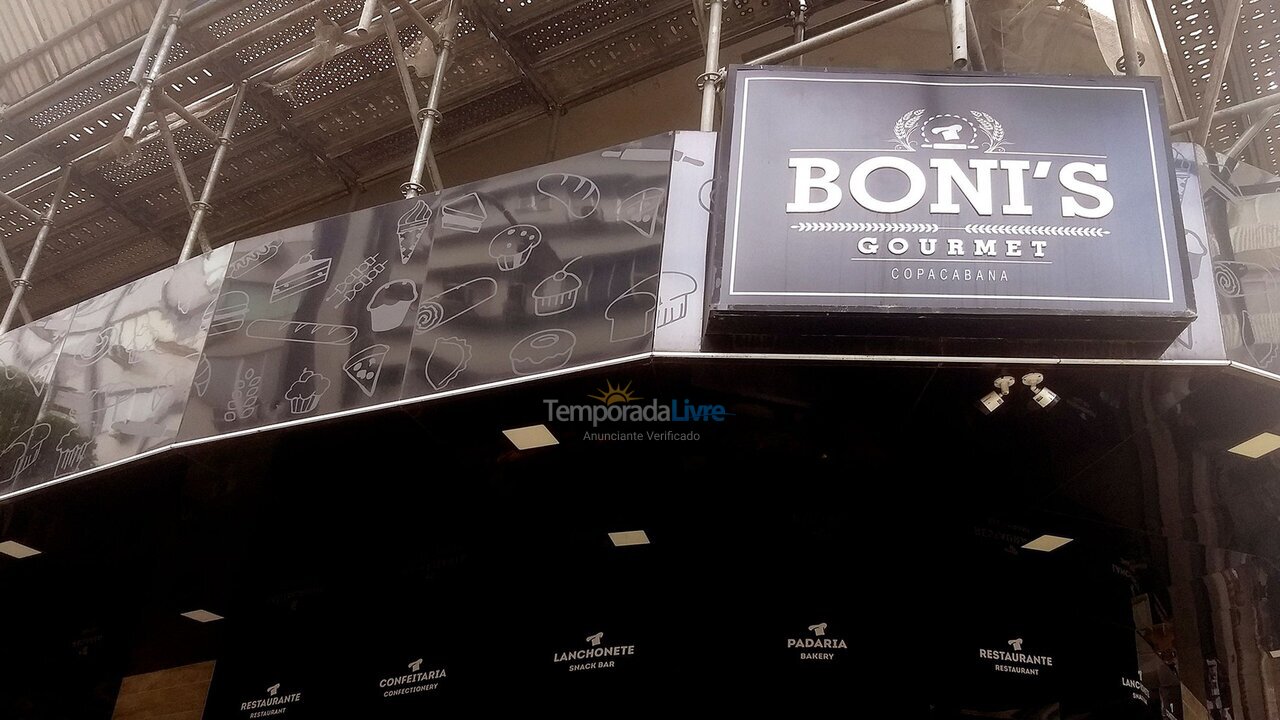 BONI'S
GOURMET
COPACABANA
TemporadaLivre
Anunciante Verificado
RESTAURANTE
RESTAURANT
CONFEITARIA
CONFECTIONERY
LANCHONETE
SNACK BAR
PADARIA
BAKERY
RESTAURANTE
RESTAURANT